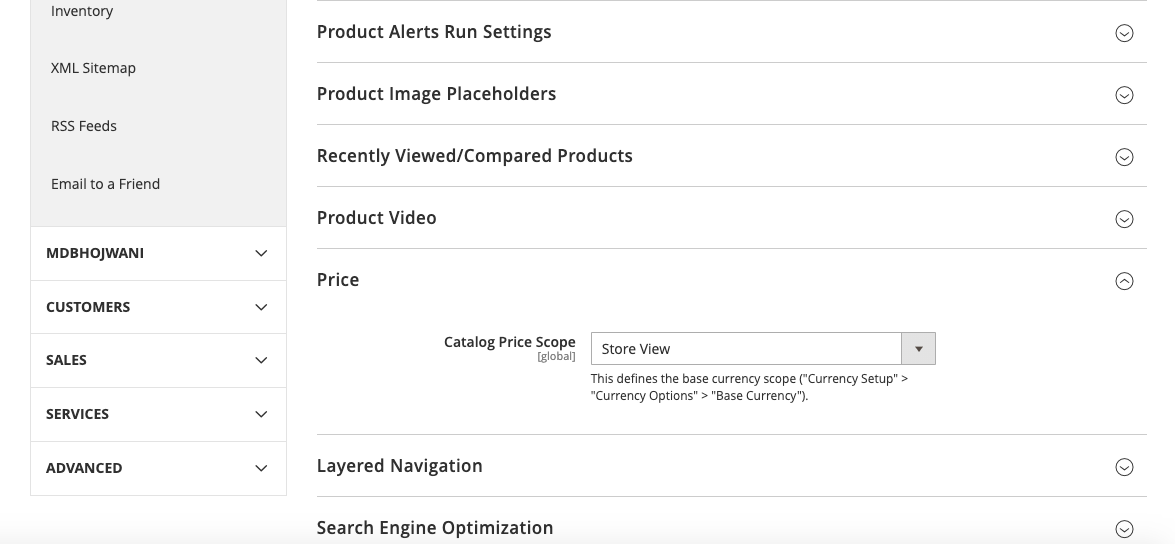 Inventory
XML Sitemap
RSS Feeds
Email to a Friend
MDBHOJWANI
CUSTOMERS
SALES
SERVICES
ADVANCED
Product Alerts Run Settings
Product Image Placeholders
Recently Viewed/Compared Products
Product Video
Price
Catalog Price Scope
[global]
Store View
This defines the base currency scope ("Currency Setup" >
"Currency Options" > "Base Currency").
Layered Navigation
Search Engine Optimization